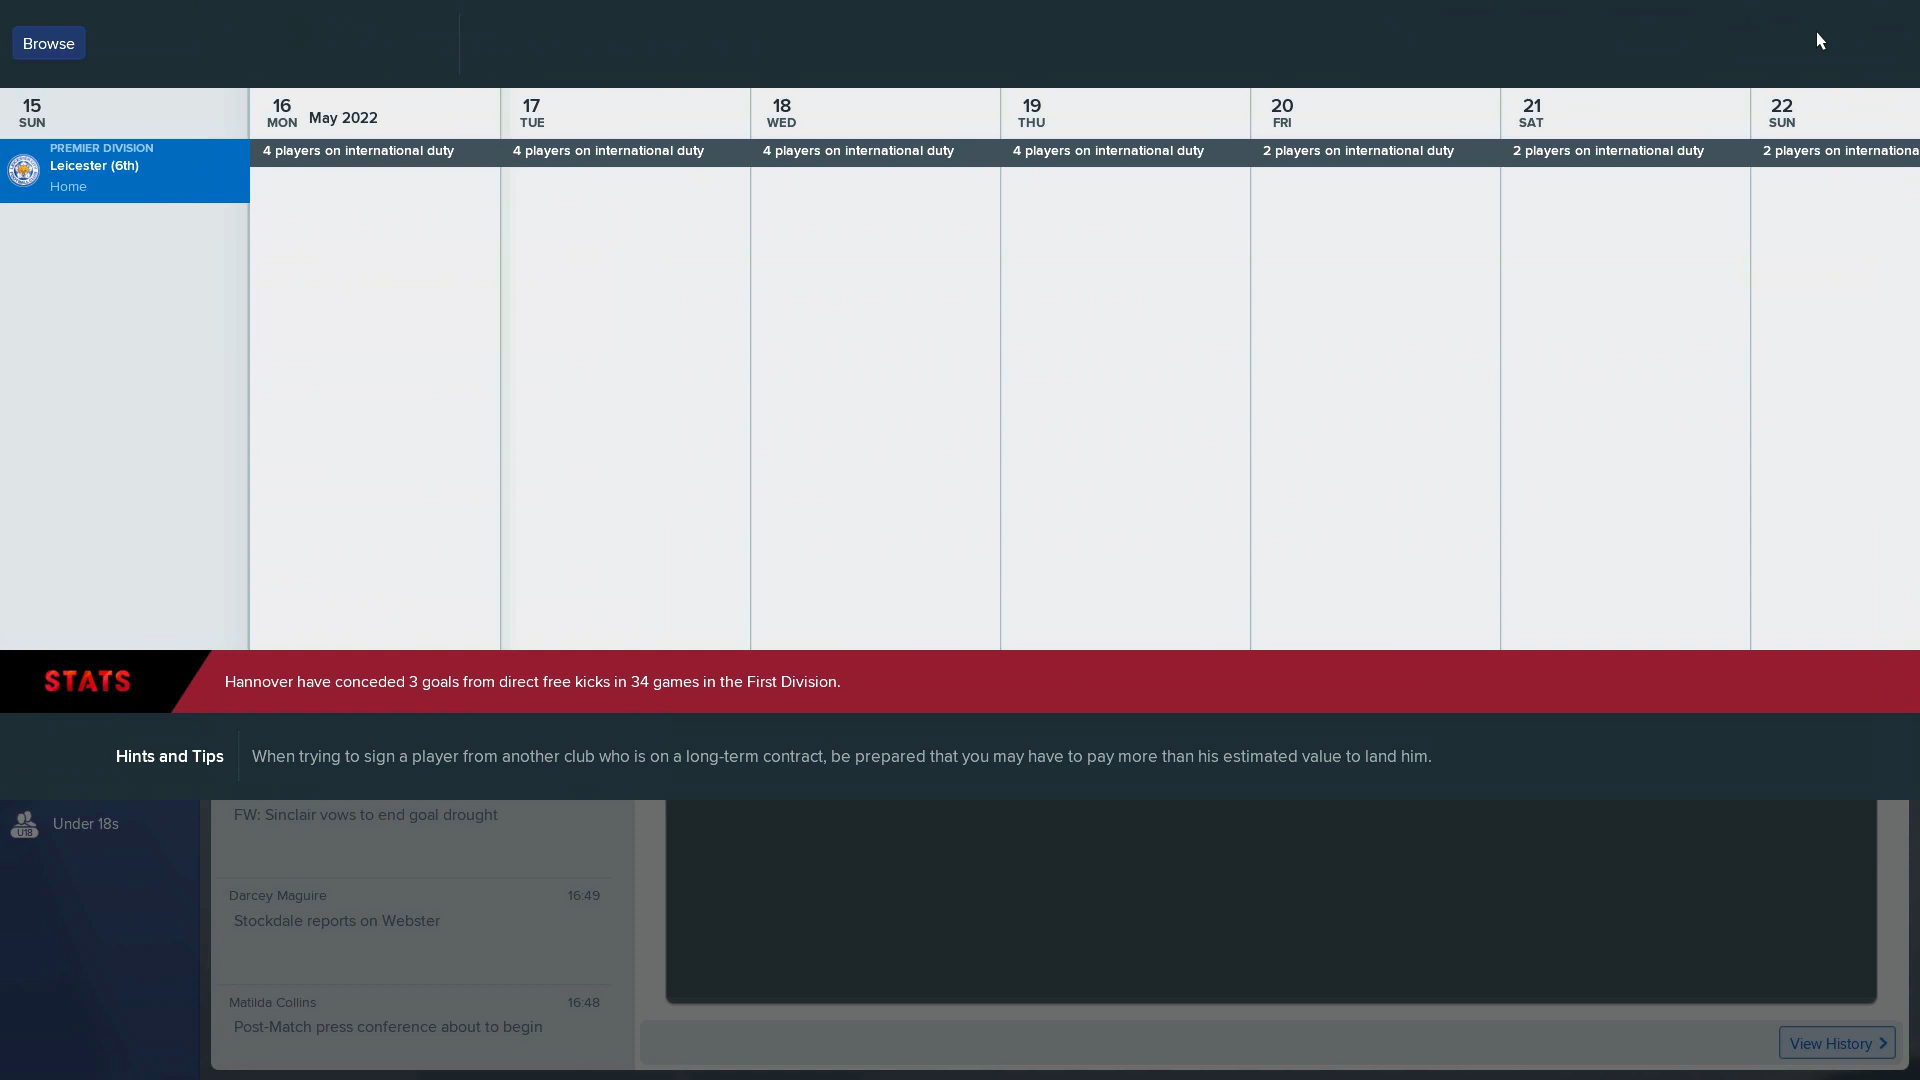 Browse
15
SUN
16
MON
May 2022
17
TUE
18
WED
19
THU
20
FRI
21
SAT
22
SUN
PREMIER DIVISION
Leicester (6th)
Home
4 players on international duty
4 players on international duty
4 players on international duty
4 players on international duty
2 players on international duty
2 players on international duty
2 players on internationa
STATS
Hannover have conceded 3 goals from direct free kicks in 34 games in the First Division.
Hints and Tips
When trying to sign a player from another club who is on a long-term contract, be prepared that you may have to pay more than his estimated value to land him.
U18
Under 18s
FW: Sinclair vows to end goal drought
Darcey Maguire 16:49
Stockdale reports on Webster
Matilda Collins 16:48
Post-Match press conference about to begin
View History